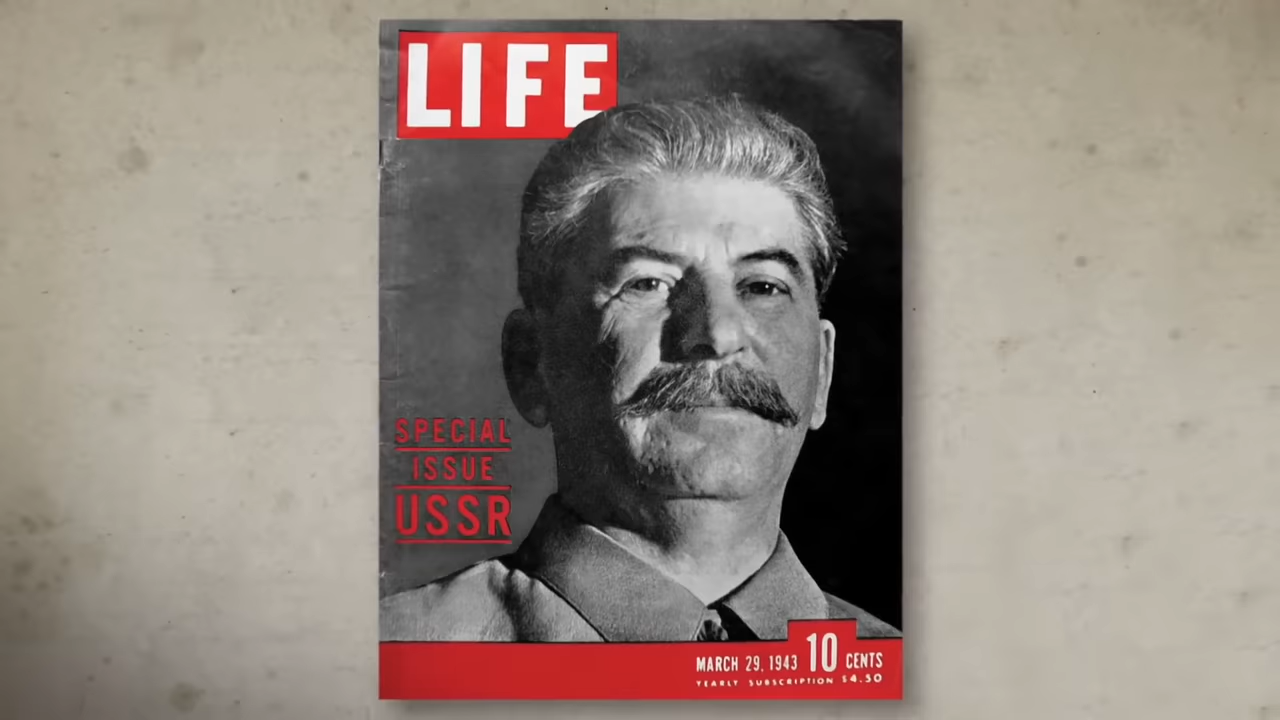 LIFE
SPECIAL
ISSUE
USSR
MARCH 29, 1943 10 CENTS
YEARLY SUBSCRIPTION $4.50